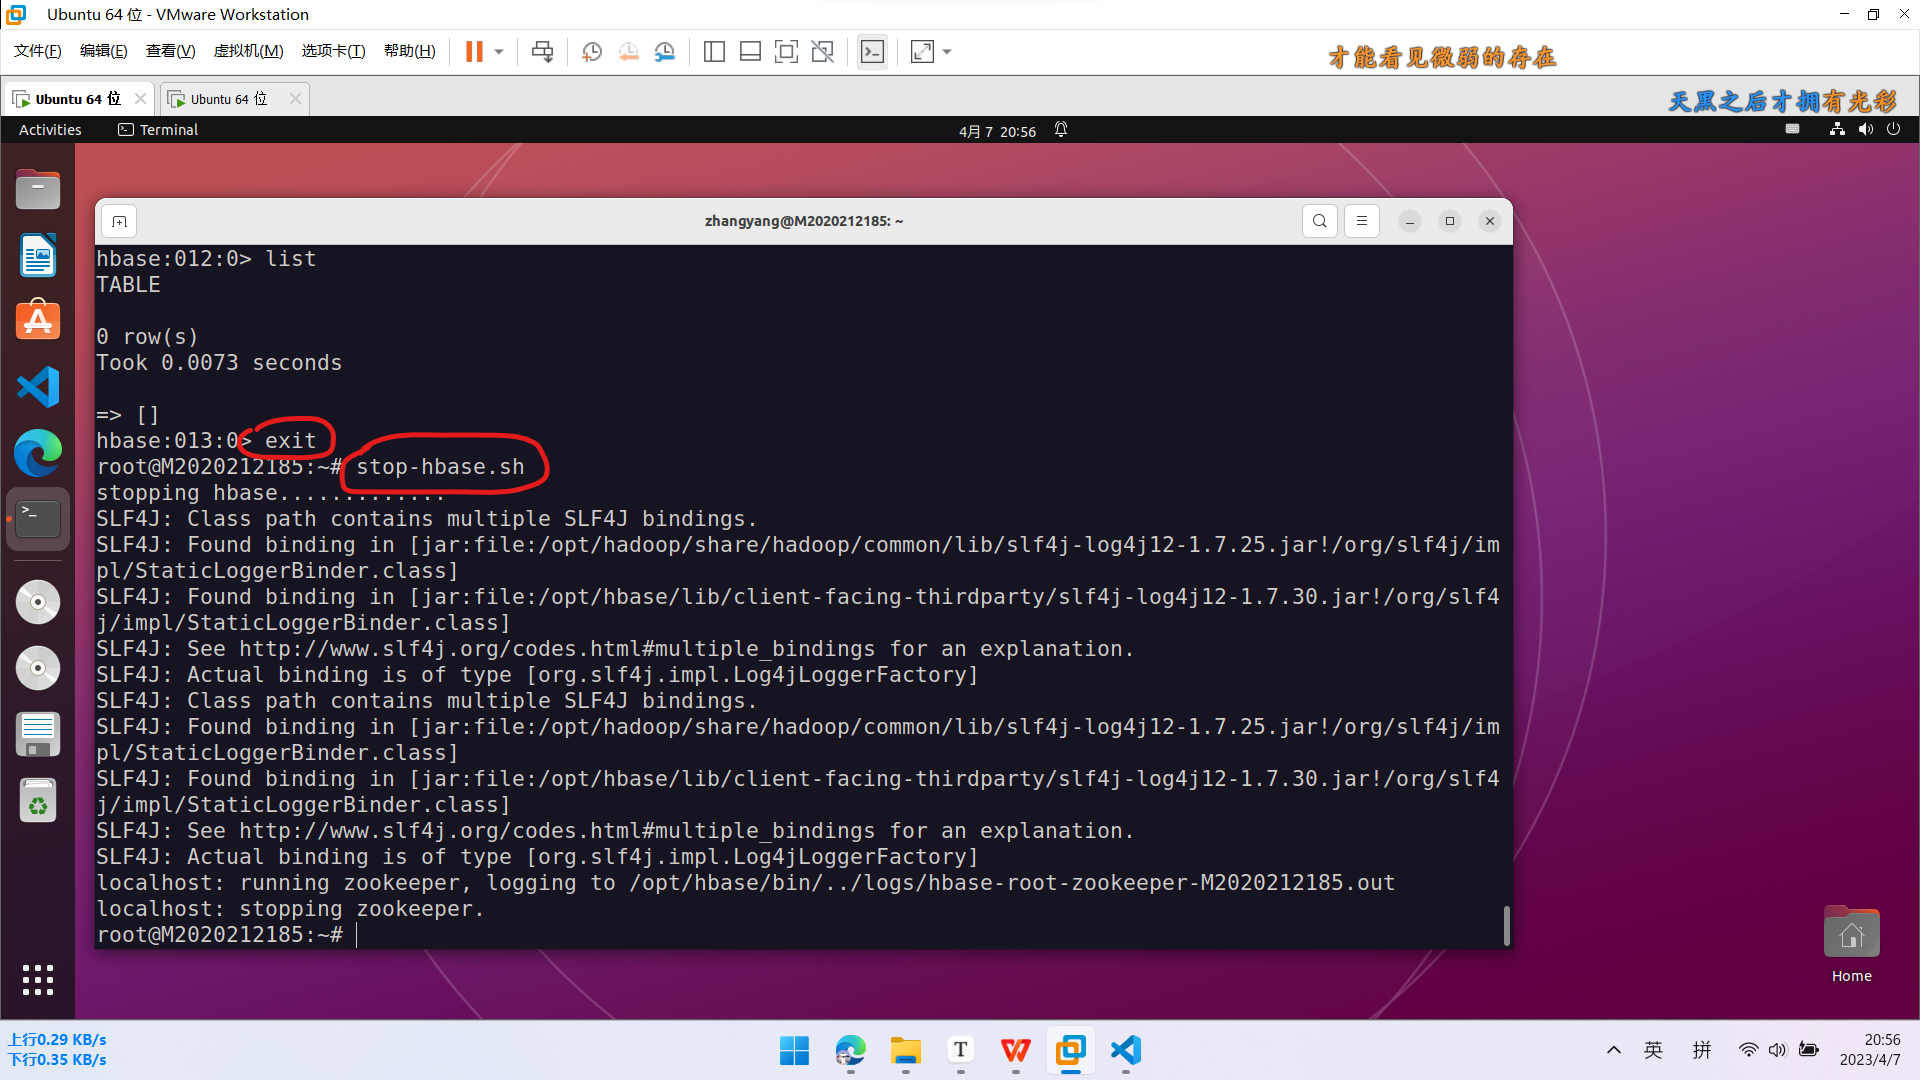 Ubuntu 64 位 - VMware Workstation
文件(F) 编辑(E) 查看(V) 虚拟机(M) 选项卡(T) 帮助(H)
才能看见微弱的存在
天黑之后才拥有光彩
Ubuntu 64 位
Ubuntu 64 位
Activities
Terminal
4月 7 20:56
zhangyang@M2020212185: ~
hbase:012:0> list
TABLE
0 row(s)
Took 0.0073 seconds
=> []
hbase:013:0> exit
root@M2020212185:~# stop-hbase.sh
stopping hbase.............
SLF4J: Class path contains multiple SLF4J bindings.
SLF4J: Found binding in [jar:file:/opt/hadoop/share/hadoop/common/lib/slf4j-log4j12-1.7.25.jar!/org/slf4j/im
pl/StaticLoggerBinder.class]
SLF4J: Found binding in [jar:file:/opt/hbase/lib/client-facing-thirdparty/slf4j-log4j12-1.7.30.jar!/org/slf4
j/impl/StaticLoggerBinder.class]
SLF4J: See http://www.slf4j.org/codes.html#multiple_bindings for an explanation.
SLF4J: Actual binding is of type [org.slf4j.impl.Log4jLoggerFactory]
SLF4J: Class path contains multiple SLF4J bindings.
SLF4J: Found binding in [jar:file:/opt/hadoop/share/hadoop/common/lib/slf4j-log4j12-1.7.25.jar!/org/slf4j/im
pl/StaticLoggerBinder.class]
SLF4J: Found binding in [jar:file:/opt/hbase/lib/client-facing-thirdparty/slf4j-log4j12-1.7.30.jar!/org/slf4
j/impl/StaticLoggerBinder.class]
SLF4J: See http://www.slf4j.org/codes.html#multiple_bindings for an explanation.
SLF4J: Actual binding is of type [org.slf4j.impl.Log4jLoggerFactory]
localhost: running zookeeper, logging to /opt/hbase/bin/../logs/hbase-root-zookeeper-M2020212185.out
localhost: stopping zookeeper.
root@M2020212185:~#
Home
上行0.29 KB/s
下行0.35 KB/s
英 拼
20:56
2023/4/7